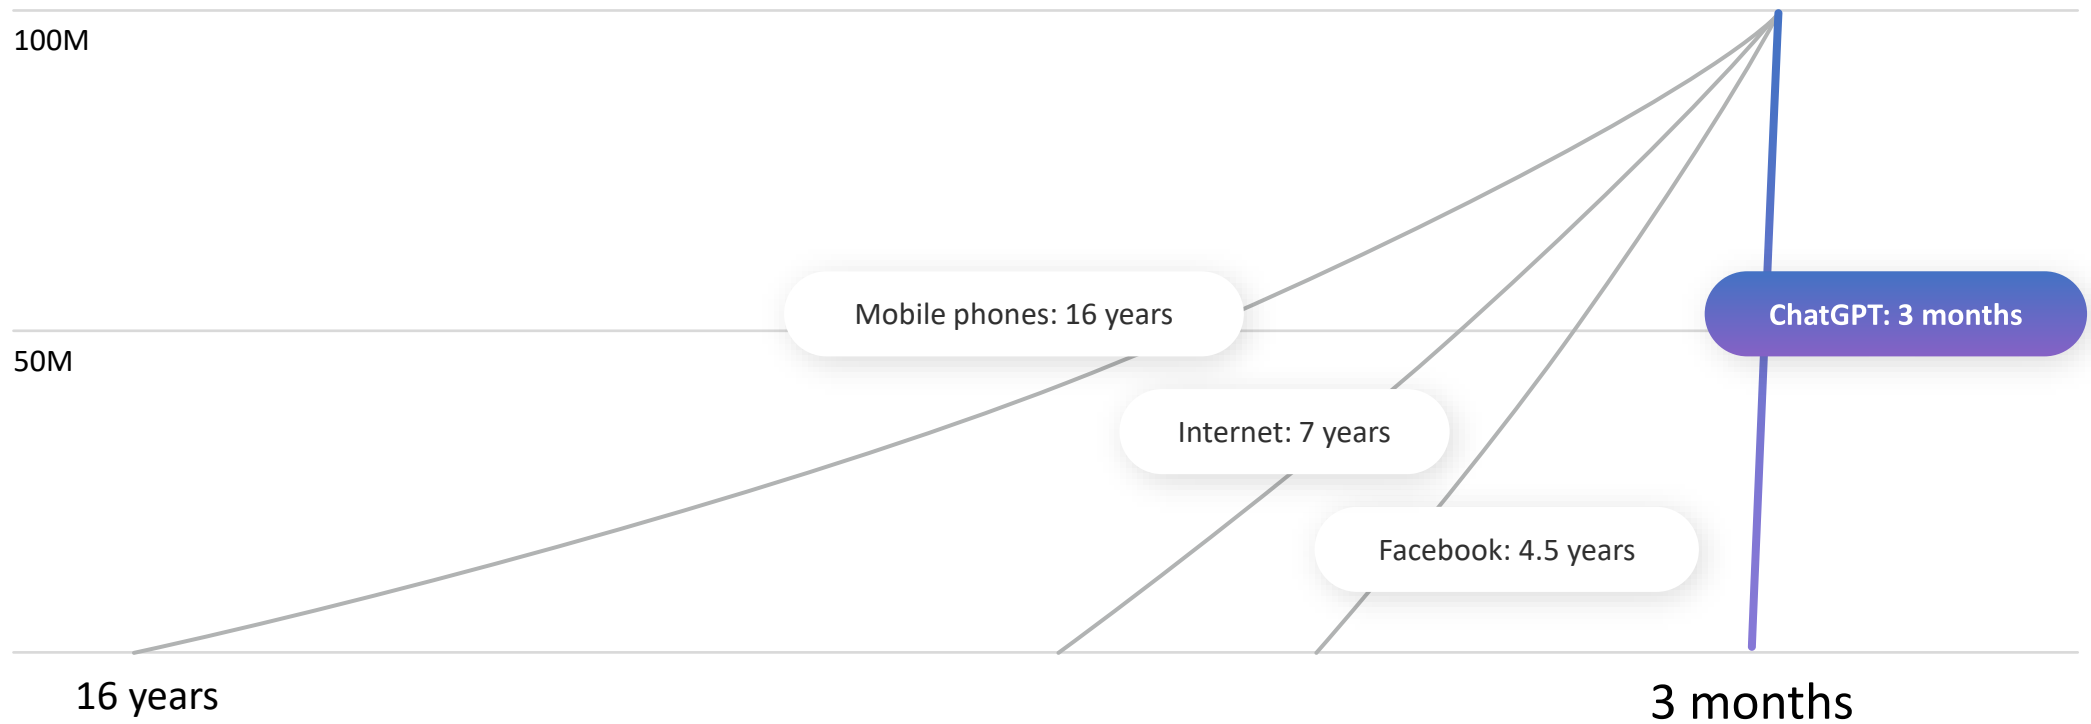 100M
Mobile phones: 16 years
ChatGPT: 3 months
50M
Internet: 7 years
Facebook: 4.5 years
16 years
3 months